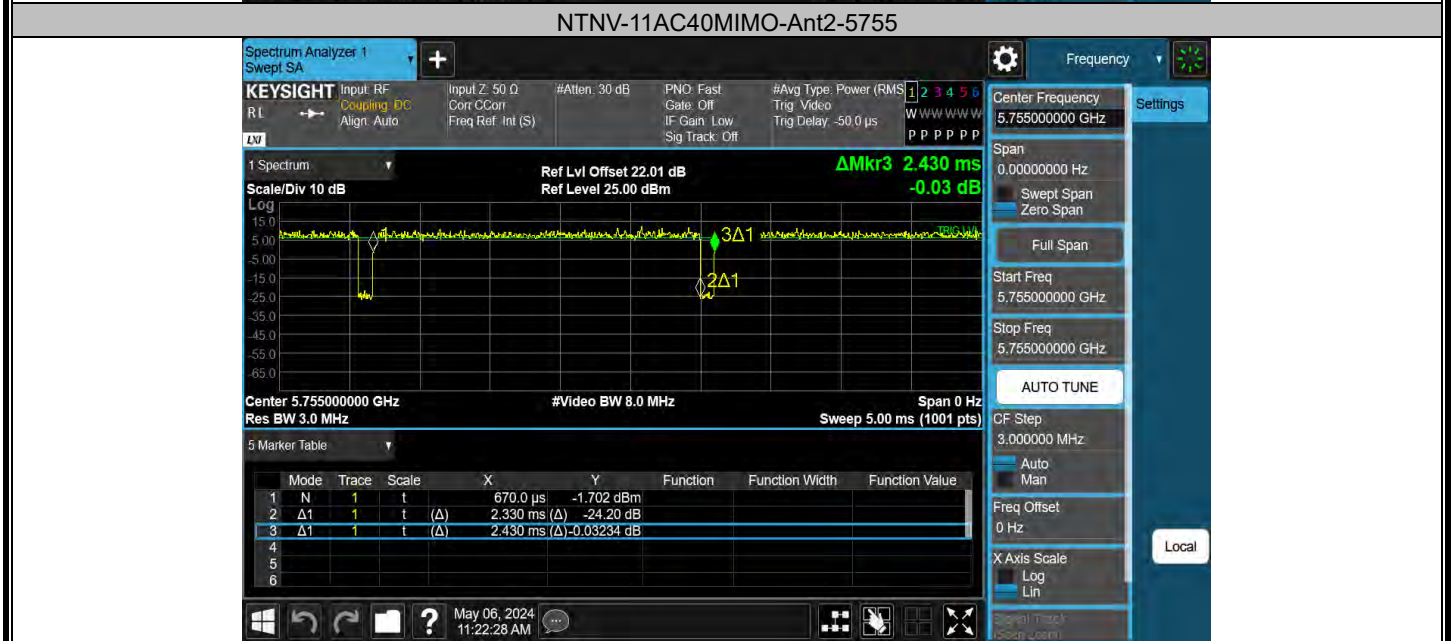 NTNV-11AC40MIMO-Ant2-5755
Spectrum Analyzer 1
Swept SA
+
Frequency
KEYSIGHT
RL
LXI
Input: RF
Coupling: DC
Align: Auto
Input Z: 50 Ω
Corr CCorr
Freq Ref: Int (S)
#Atten: 30 dB
PNO: Fast
Gate: Off
IF Gain: Low
Sig Track: Off
#Avg Type: Power (RMS
Trig: Video
Trig Delay: -50.0 µs
1 2 3 4 5 6
W W W W W W
P P P P P P
Center Frequency
5.755000000 GHz
Settings
Span
0.00000000 Hz
Swept Span
Zero Span
Full Span
Start Freq
5.755000000 GHz
Stop Freq
5.755000000 GHz
AUTO TUNE
CF Step
3.000000 MHz
Auto
Man
Freq Offset
0 Hz
X Axis Scale
Log
Lin
Signal Track
(Span Zoom)
Local
1 Spectrum
Scale/Div 10 dB
Ref Lvl Offset 22.01 dB
Ref Level 25.00 dBm
ΔMkr3 2.430 ms
-0.03 dB
Log
15.0
5.00
-5.00
-15.0
-25.0
-35.0
-45.0
-55.0
-65.0
1
3Δ1
2Δ1
TRIG LVL
Center 5.755000000 GHz
Res BW 3.0 MHz
#Video BW 8.0 MHz
Span 0 Hz
Sweep 5.00 ms (1001 pts)
5 Marker Table
Mode Trace Scale X Y Function Function Width Function Value
1 N 1 t 670.0 µs -1.702 dBm
2 Δ1 1 t (Δ) 2.330 ms (Δ) -24.20 dB
3 Δ1 1 t (Δ) 2.430 ms (Δ) -0.03234 dB
4
5
6
?
May 06, 2024
11:22:28 AM